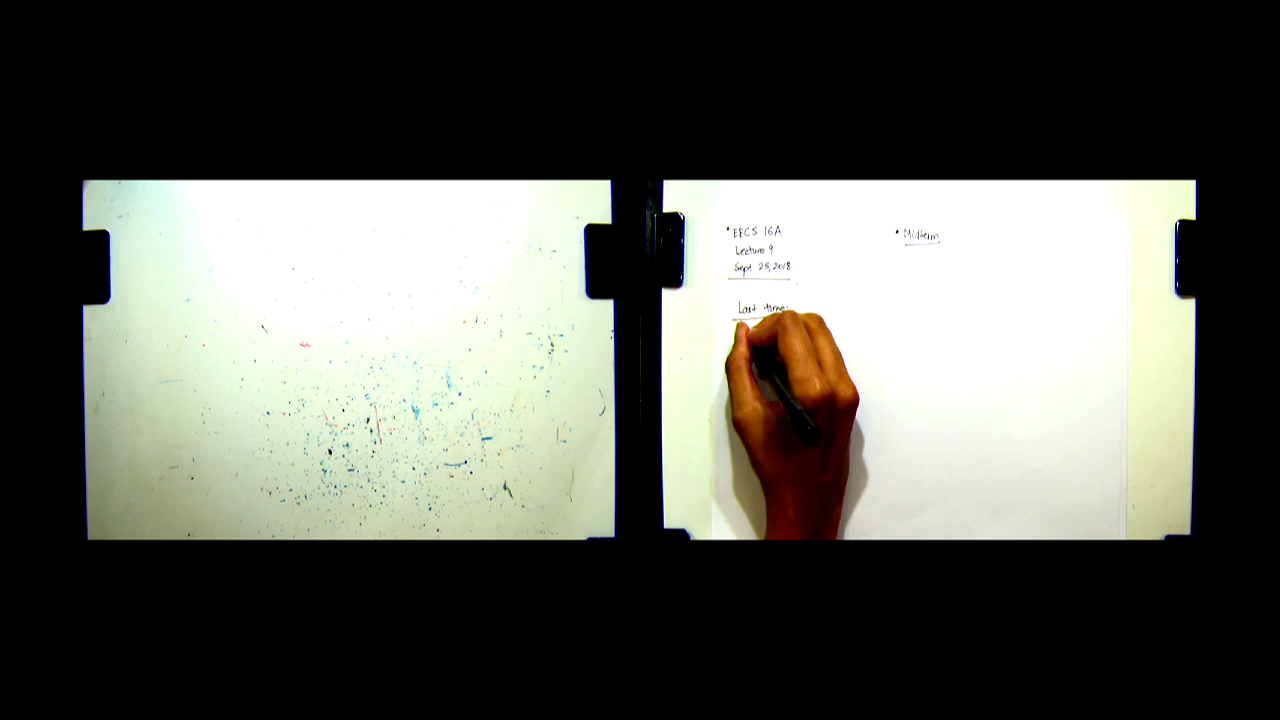 • EECS 16A
Lecture 9
Sept 25, 2018
• Midterm
Last time: